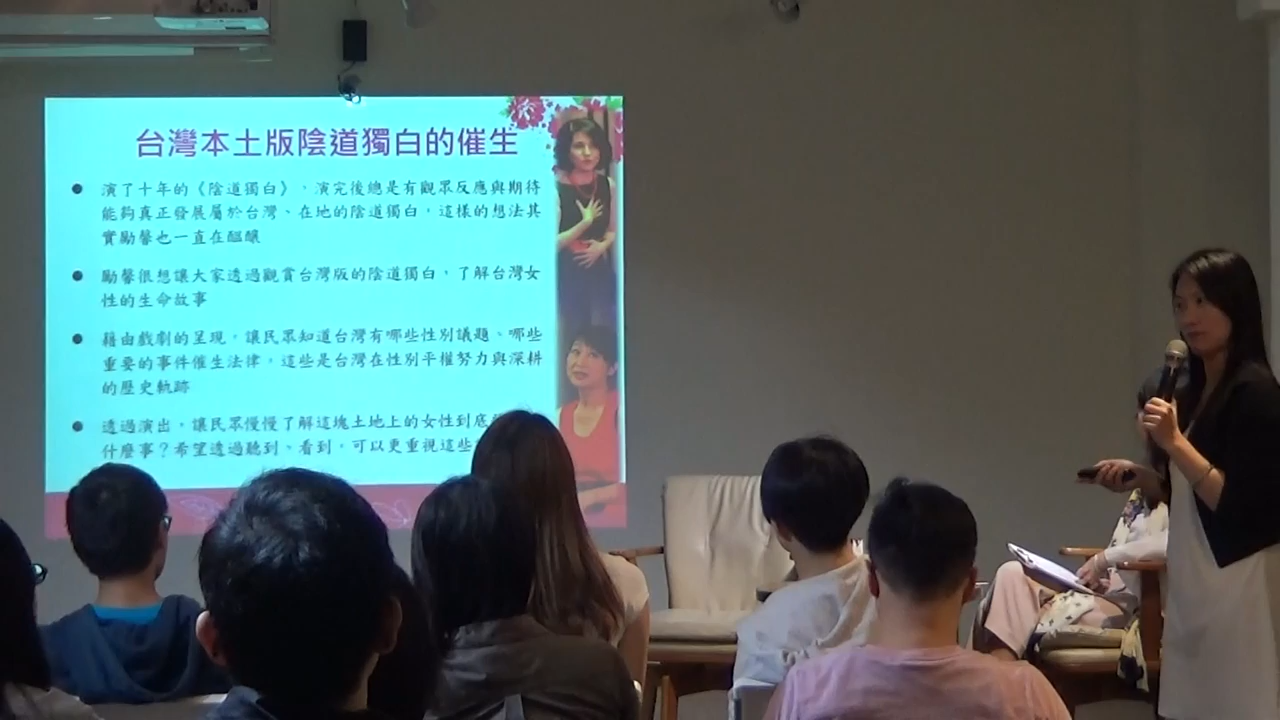 台灣本土版陰道獨白的催生
演了十年的《陰道獨白》，演完後總是有觀眾反應與期待
能夠真正發展屬於台灣、在地的陰道獨白，這樣的想法其
實勵馨也一直在醞釀
勵馨很想讓大家透過觀賞台灣版的陰道獨白，了解台灣女
性的生命故事
藉由戲劇的呈現，讓民眾知道台灣有哪些性別議題、哪些
重要的事件催生法律，這些是台灣在性別平權努力與深耕
的歷史軌跡
透過演出，讓民眾慢慢了解這塊土地上的女性到底
什麼事？希望透過聽到、看到，可以更重視這些